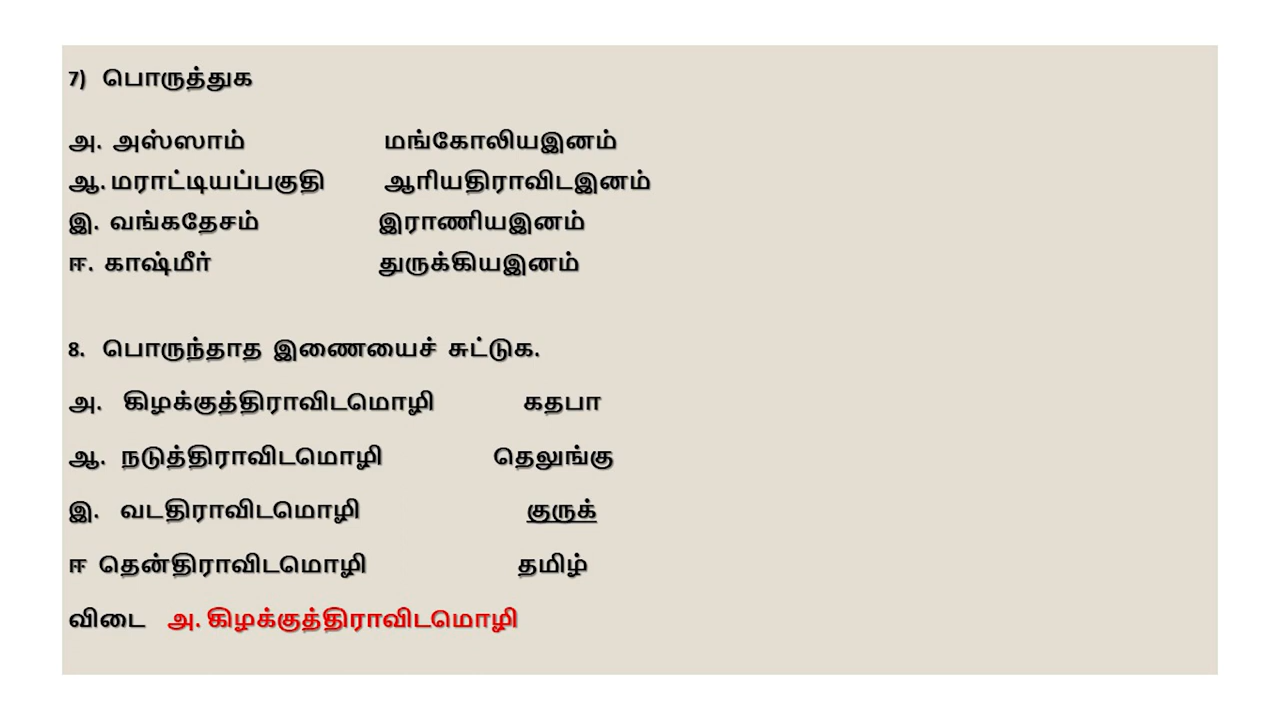 7) பொருத்துக
அ. அஸ்ஸாம் மங்கோலியஇனம்
ஆ. மராட்டியப்பகுதி ஆரியதிராவிடஇனம்
இ. வங்கதேசம் இராணியஇனம்
ஈ. காஷ்மீர் துருக்கியஇனம்
8. பொருந்தாத இணையைச் சுட்டுக.
அ. கிழக்குத்திராவிடமொழி கதபா
ஆ. நடுத்திராவிடமொழி தெலுங்கு
இ. வடதிராவிடமொழி குருக்
ஈ தென்திராவிடமொழி தமிழ்
விடை அ. கிழக்குத்திராவிடமொழி